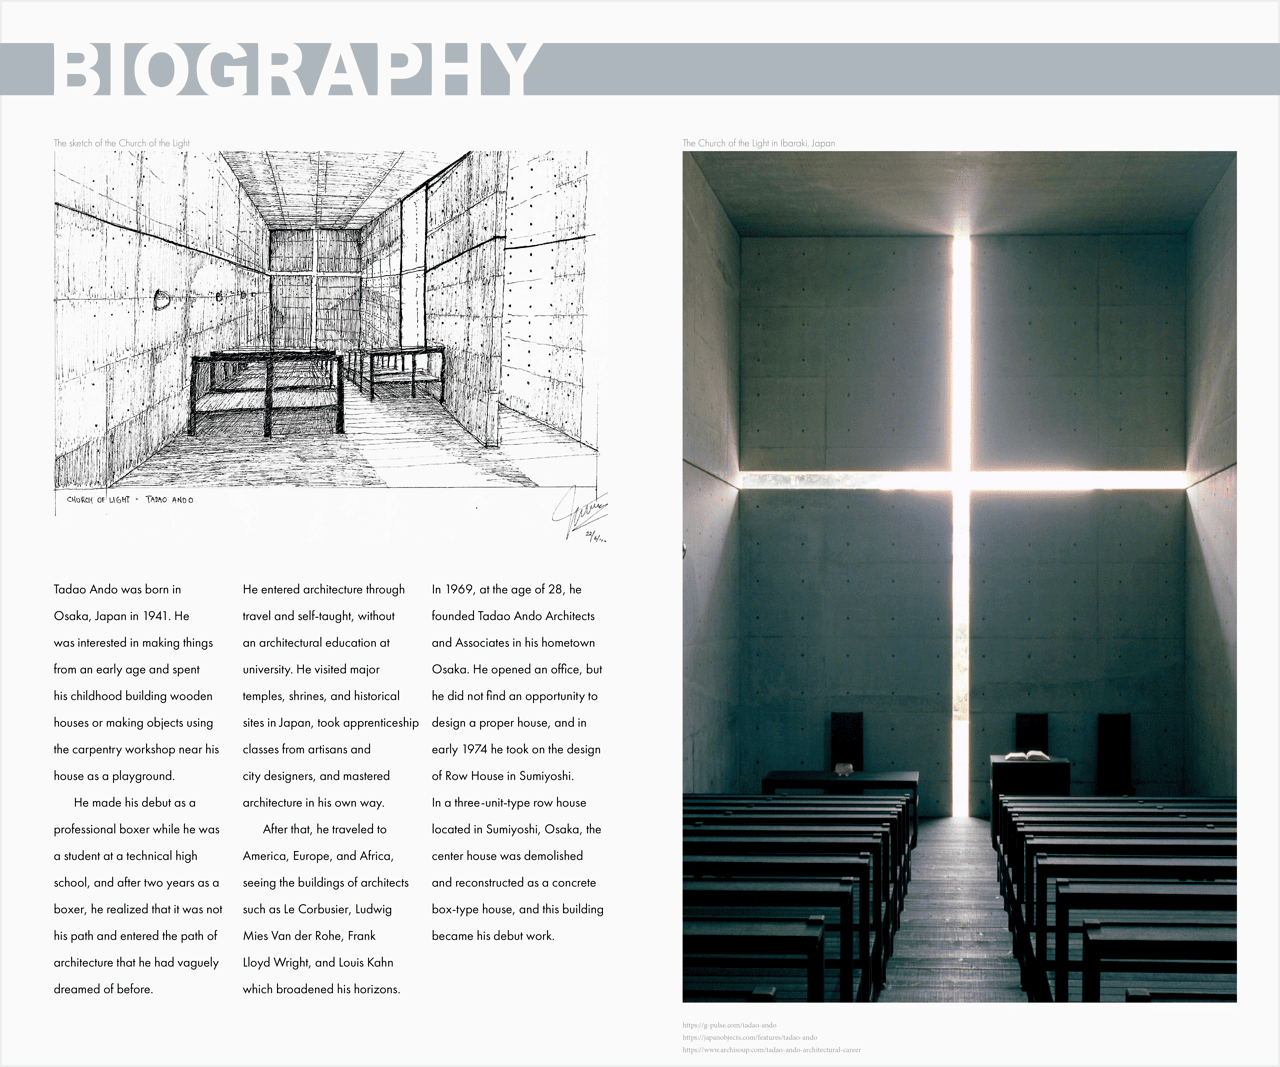 BIOGRAPHY
The sketch of the Church of the Light
CHURCH OF LIGHT - TADAO ANDO
Tadao Ando was born in
Osaka, Japan in 1941. He
was interested in making things
from an early age and spent
his childhood building wooden
houses or making objects using
the carpentry workshop near his
house as a playground.
He made his debut as a
professional boxer while he was
a student at a technical high
school, and after two years as a
boxer, he realized that it was not
his path and entered the path of
architecture that he had vaguely
dreamed of before.
He entered architecture through
travel and self-taught, without
an architectural education at
university. He visited major
temples, shrines, and historical
sites in Japan, took apprenticeship
classes from artisans and
city designers, and mastered
architecture in his own way.
After that, he traveled to
America, Europe, and Africa,
seeing the buildings of architects
such as Le Corbusier, Ludwig
Mies Van der Rohe, Frank
Lloyd Wright, and Louis Kahn
which broadened his horizons.
In 1969, at the age of 28, he
founded Tadao Ando Architects
and Associates in his hometown
Osaka. He opened an office, but
he did not find an opportunity to
design a proper house, and in
early 1974 he took on the design
of Row House in Sumiyoshi.
In a three-unit-type row house
located in Sumiyoshi, Osaka, the
center house was demolished
and reconstructed as a concrete
box-type house, and this building
became his debut work.
The Church of the Light in Ibaraki, Japan
https://g-pulse.com/tadao-ando
https://japanobjects.com/features/tadao-ando
https://www.archisoup.com/tadao-ando-architectural-career